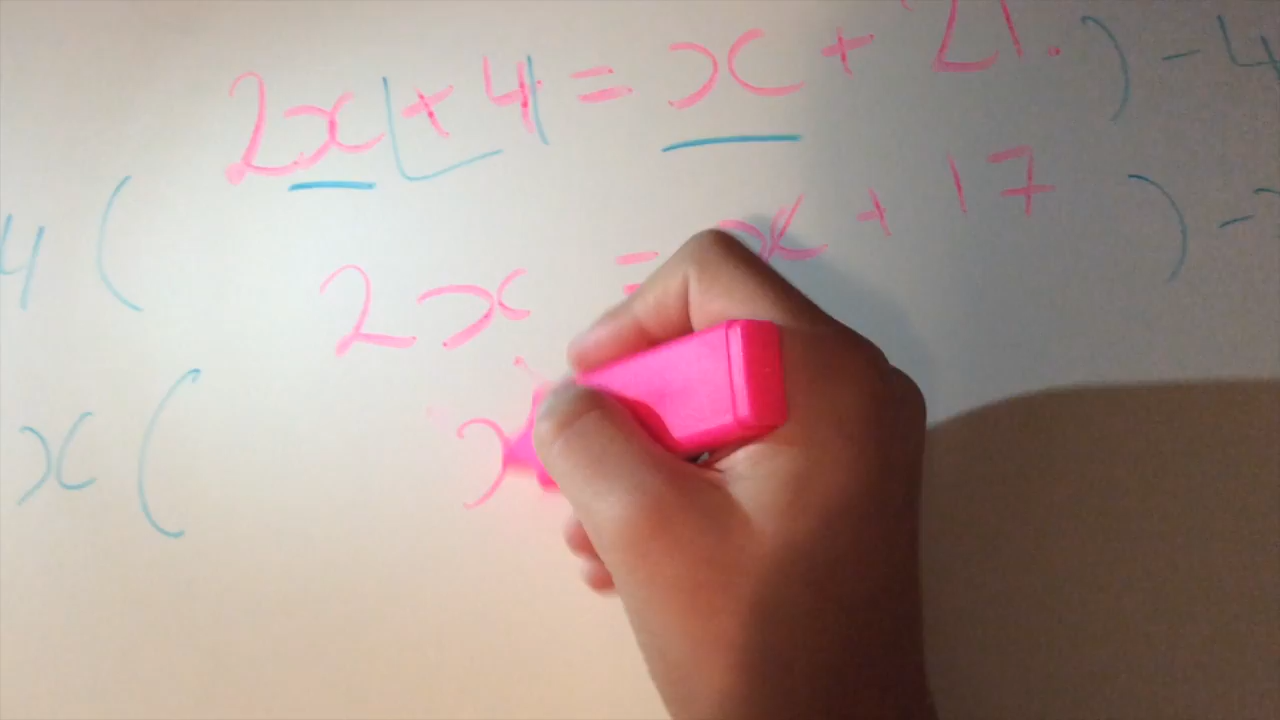 2x + 4 = x + 21. ) - 4
4 ( 2x = x + 17 ) -
x ( x